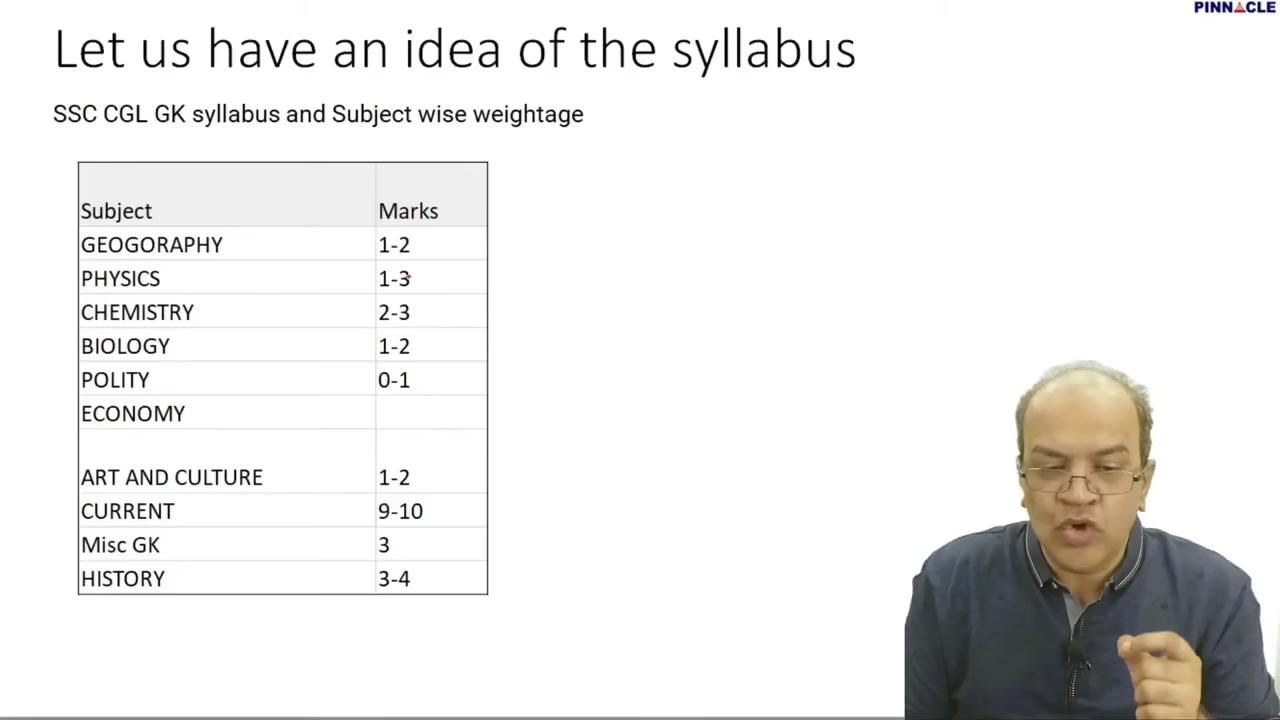 PINNACLE
Let us have an idea of the syllabus
SSC CGL GK syllabus and Subject wise weightage
Subject Marks
GEOGORAPHY 1-2
PHYSICS 1-3
CHEMISTRY 2-3
BIOLOGY 1-2
POLITY 0-1
ECONOMY
ART AND CULTURE 1-2
CURRENT 9-10
Misc GK 3
HISTORY 3-4